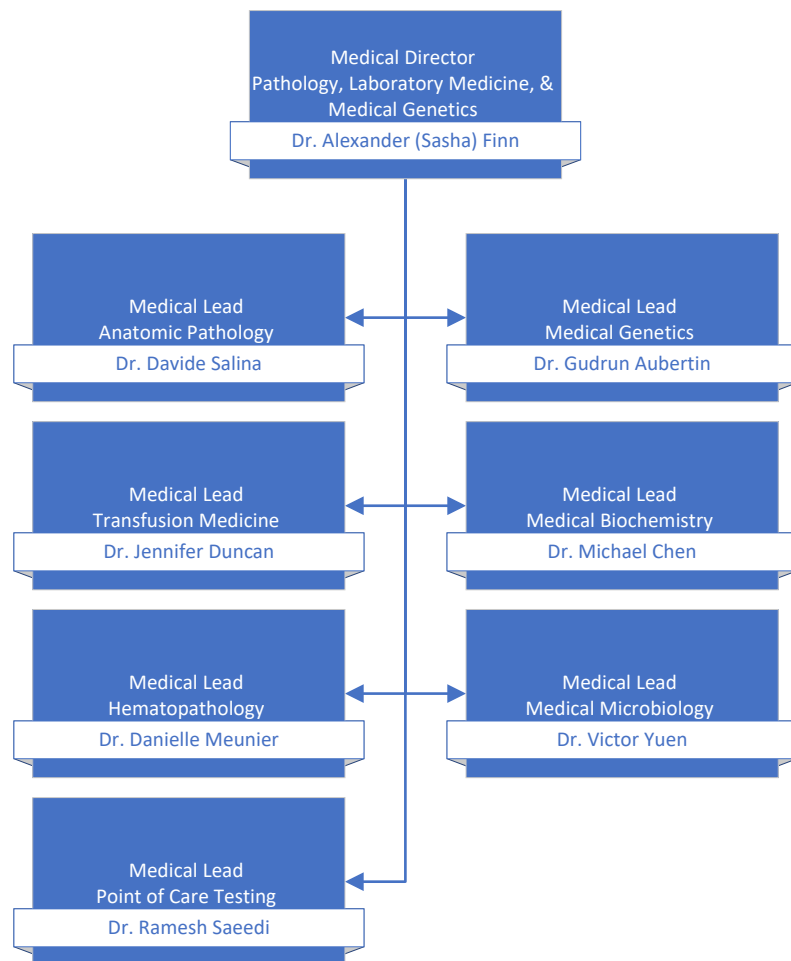 Medical Director
Pathology, Laboratory Medicine, &
Medical Genetics
Dr. Alexander (Sasha) Finn
Medical Lead
Anatomic Pathology
Dr. Davide Salina
Medical Lead
Medical Genetics
Dr. Gudrun Aubertin
Medical Lead
Transfusion Medicine
Dr. Jennifer Duncan
Medical Lead
Medical Biochemistry
Dr. Michael Chen
Medical Lead
Hematopathology
Dr. Danielle Meunier
Medical Lead
Medical Microbiology
Dr. Victor Yuen
Medical Lead
Point of Care Testing
Dr. Ramesh Saeedi